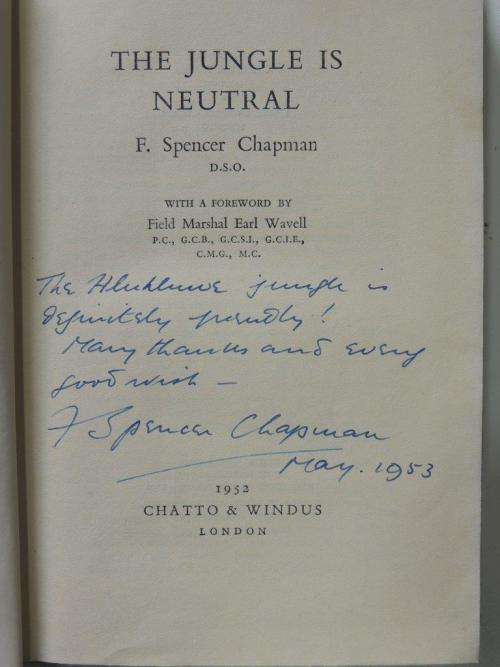 THE JUNGLE IS
NEUTRAL
F. Spencer Chapman
D.S.O.
WITH A FOREWORD BY
Field Marshal Earl Wavell
P.C., G.C.B., G.C.S.I., G.C.I.E.,
C.M.G., M.C.
The Hluhluwe jungle is
definitely friendly!
Many thanks and every
good wish —
F Spencer Chapman
May. 1953
1952
CHATTO & WINDUS
LONDON